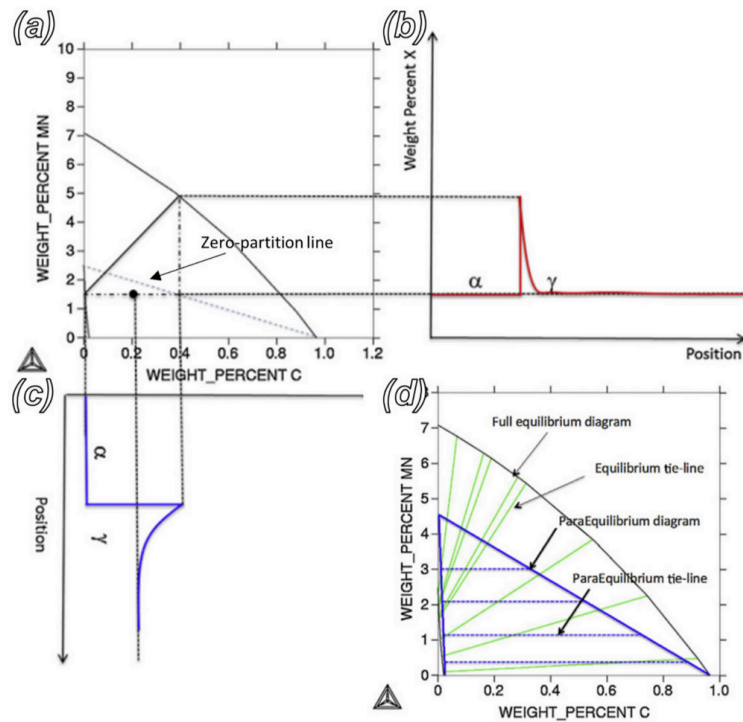 (a)
10
9
8
7
6
5
4
3
2
1
0
WEIGHT_PERCENT MN
Zero-partition line
0 0.2 0.4 0.6 0.8 1.0 1.2
WEIGHT_PERCENT C
(b)
Weight Percent X
α γ
Position
(c)
α
γ
Position
(d)
8
7
6
5
4
3
2
1
0
WEIGHT_PERCENT MN
Full equilibrium diagram
Equilibrium tie-line
ParaEquilibrium diagram
ParaEquilibrium tie-line
0 0.2 0.4 0.6 0.8 1.0
WEIGHT_PERCENT C